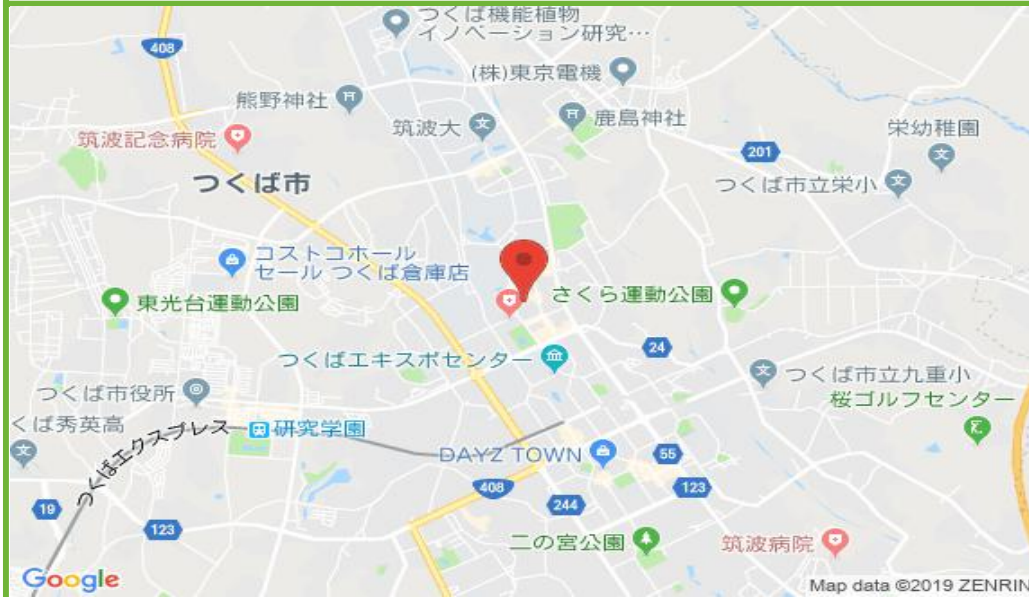 つくば機能植物
イノベーション研究…
408
(株)東京電機
熊野神社
鹿島神社
筑波大
栄幼稚園
筑波記念病院
201
つくば市
つくば市立栄小
コストコホール
セール つくば倉庫店
さくら運動公園
東光台運動公園
24
つくばエキスポセンター
つくば市立九重小
つくば市役所
桜ゴルフセンター
くば秀英高
つくばエクスプレス
研究学園
DAYZ TOWN
55
408
123
19
244
123
二の宮公園
筑波病院
Google
Map data ©2019 ZENRIN